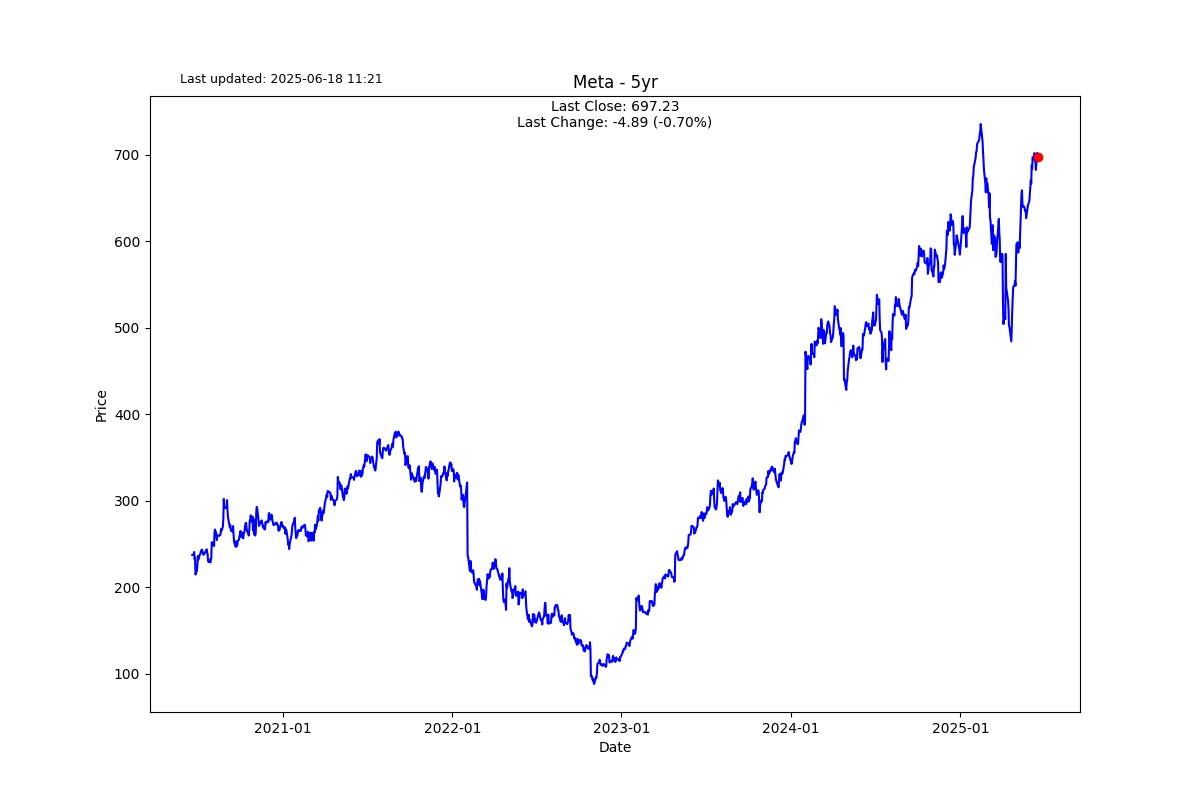 Last updated: 2025-06-18 11:21
Meta - 5yr
Last Close: 697.23
Last Change: -4.89 (-0.70%)
Price
700
600
500
400
300
200
100
2021-01
2022-01
2023-01
2024-01
2025-01
Date